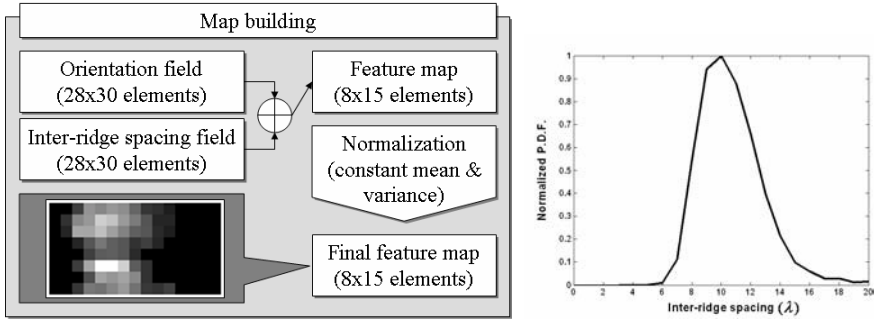 Map building
Orientation field
(28x30 elements)
Inter-ridge spacing field
(28x30 elements)
Feature map
(8x15 elements)
Normalization
(constant mean &
variance)
Final feature map
(8x15 elements)
Normalized P.D.F.
1
0.9
0.8
0.7
0.6
0.5
0.4
0.3
0.2
0.1
0
0 2 4 6 8 10 12 14 16 18 20
Inter-ridge spacing (λ)